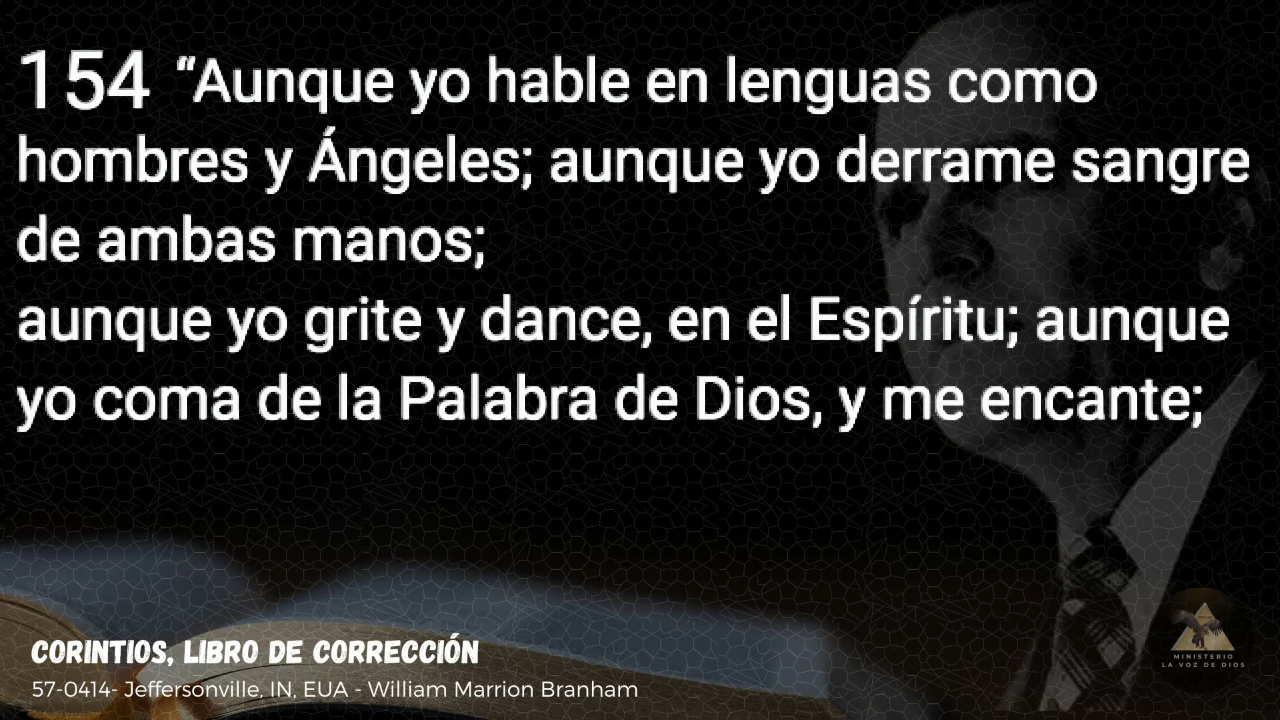 154 “Aunque yo hable en lenguas como
hombres y Ángeles; aunque yo derrame sangre
de ambas manos;
aunque yo grite y dance, en el Espíritu; aunque
yo coma de la Palabra de Dios, y me encante;
CORINTIOS, LIBRO DE CORRECCIÓN
57-0414- Jeffersonville, IN, EUA - William Marrion Branham
MINISTERIO
LA VOZ DE DIOS